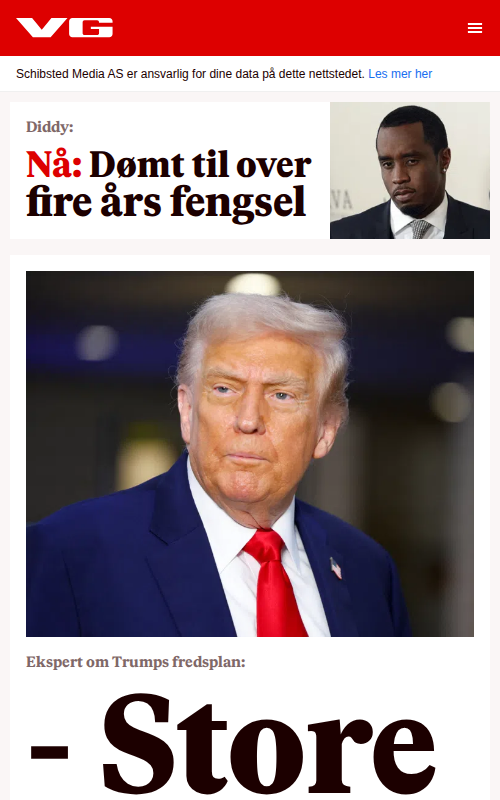 VG
Schibsted Media AS er ansvarlig for dine data på dette nettstedet. Les mer her
Diddy:
Nå: Dømt til over
fire års fengsel
Ekspert om Trumps fredsplan:
- Store